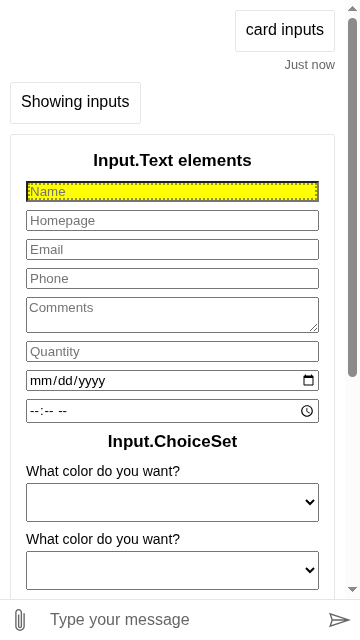 card inputs
Just now
Showing inputs
Input.Text elements
Name
Homepage
Email
Phone
Comments
Quantity
mm/dd/yyyy
--:-- --
Input.ChoiceSet
What color do you want?
What color do you want?
Type your message